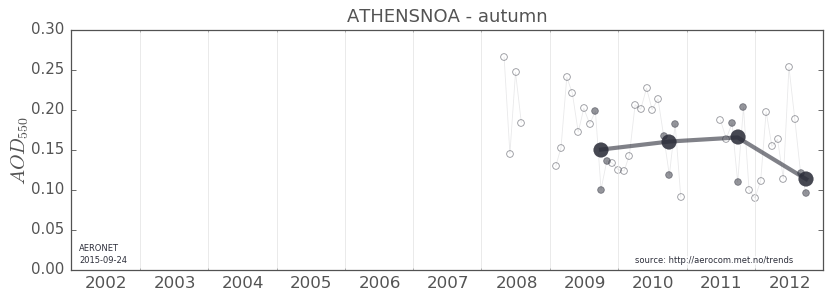 ATHENSNOA - autumn
0.30
0.25
0.20
0.15
0.10
0.05
0.00
AOD550
AERONET
2015-09-24
source: http://aerocom.met.no/trends
2002 2003 2004 2005 2006 2007 2008 2009 2010 2011 2012